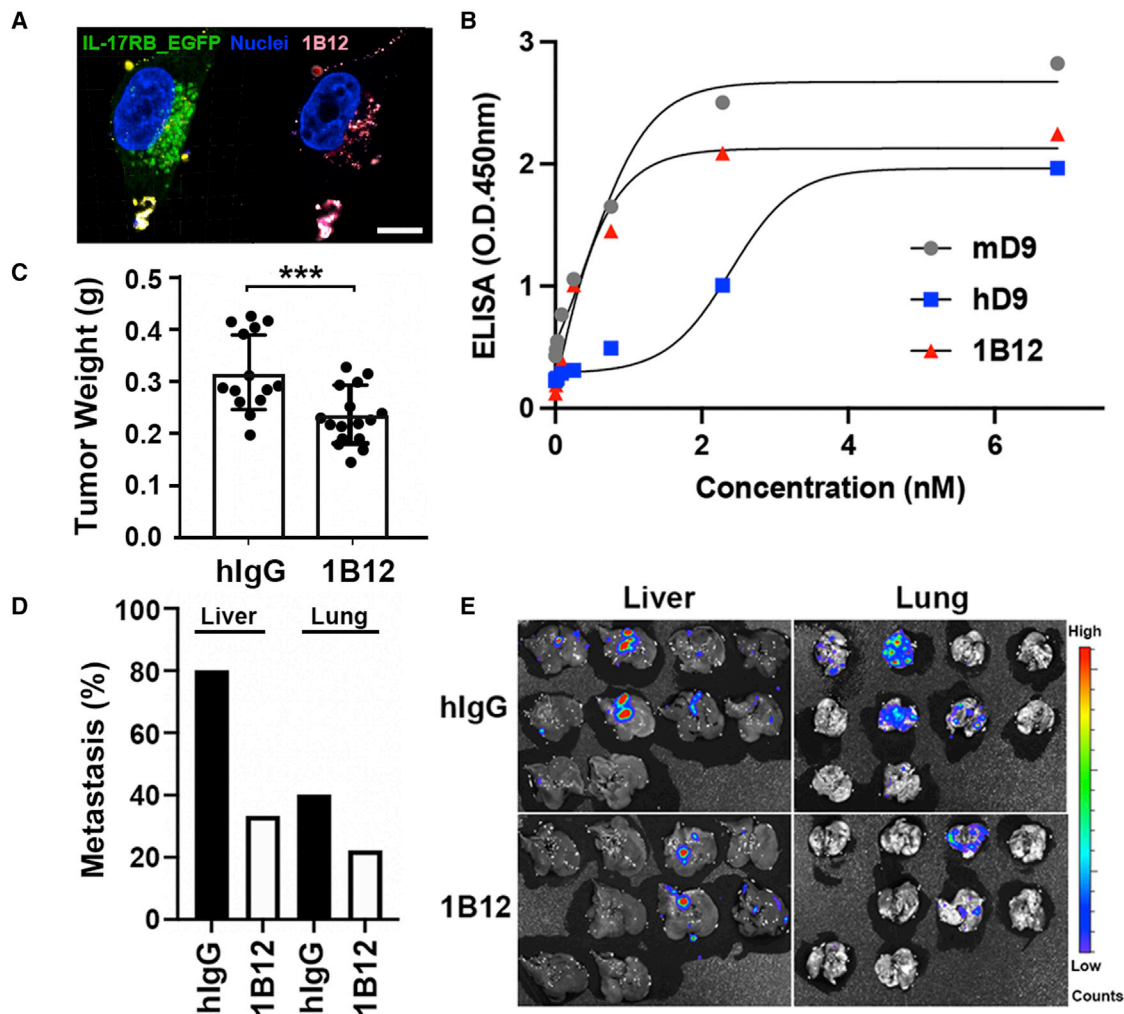 A
IL-17RB_EGFP Nuclei 1B12
B
3
2
1
0
0 2 4 6
ELISA (O.D.450nm)
Concentration (nM)
mD9
hD9
1B12
C
0.5
0.4
0.3
0.2
0.1
0.0
Tumor Weight (g)
***
hIgG 1B12
D
100
80
60
40
20
0
Metastasis (%)
Liver Lung
hIgG 1B12 hIgG 1B12
E
Liver Lung
hIgG
1B12
High
Low
Counts